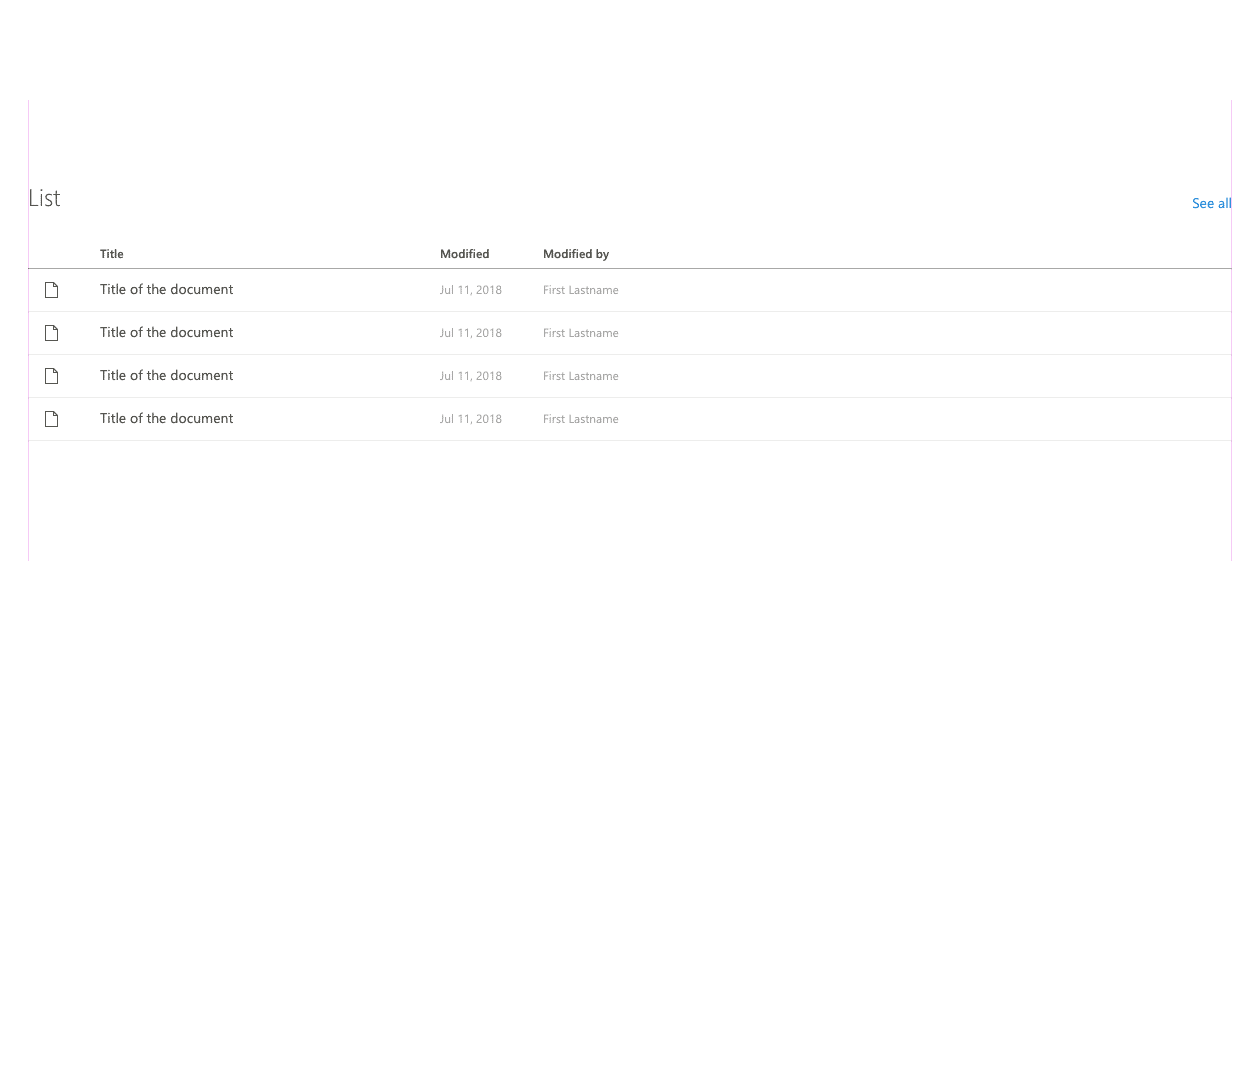 List
See all
Title Modified Modified by
Title of the document Jul 11, 2018 First Lastname
Title of the document Jul 11, 2018 First Lastname
Title of the document Jul 11, 2018 First Lastname
Title of the document Jul 11, 2018 First Lastname